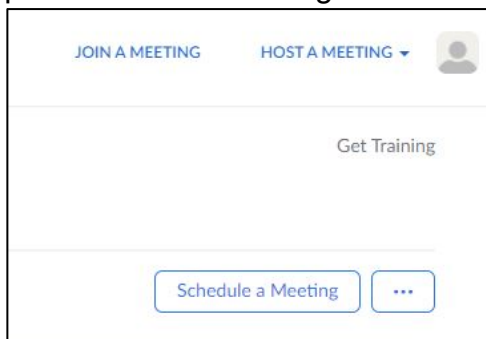 JOIN A MEETING HOST A MEETING
Get Training
Schedule a Meeting ...